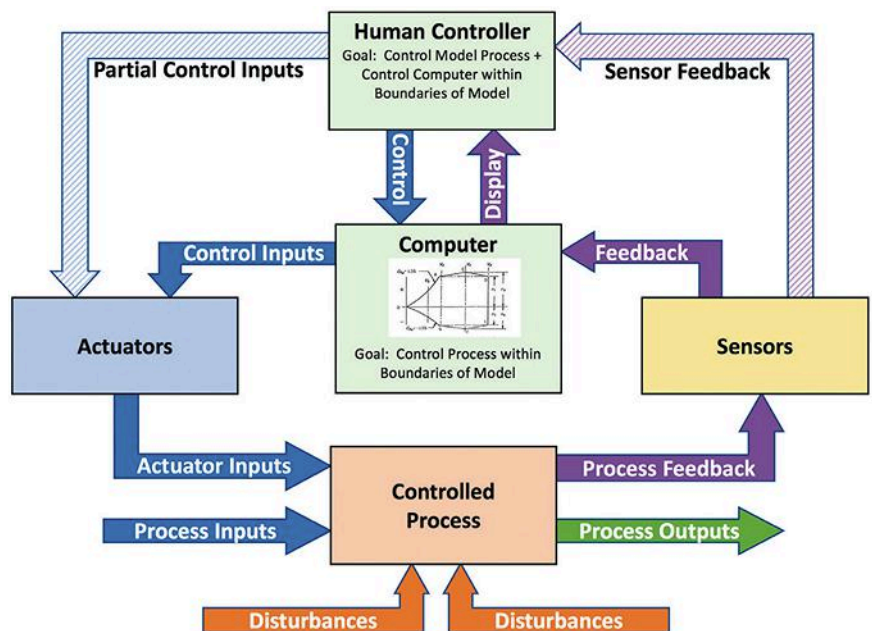 Human Controller
Goal: Control Model Process +
Control Computer within
Boundaries of Model
Partial Control Inputs
Sensor Feedback
Control
Display
Control Inputs
Computer
Feedback
Goal: Control Process within
Boundaries of Model
Actuators
Sensors
Actuator Inputs
Process Feedback
Controlled
Process
Process Inputs
Process Outputs
Disturbances
Disturbances